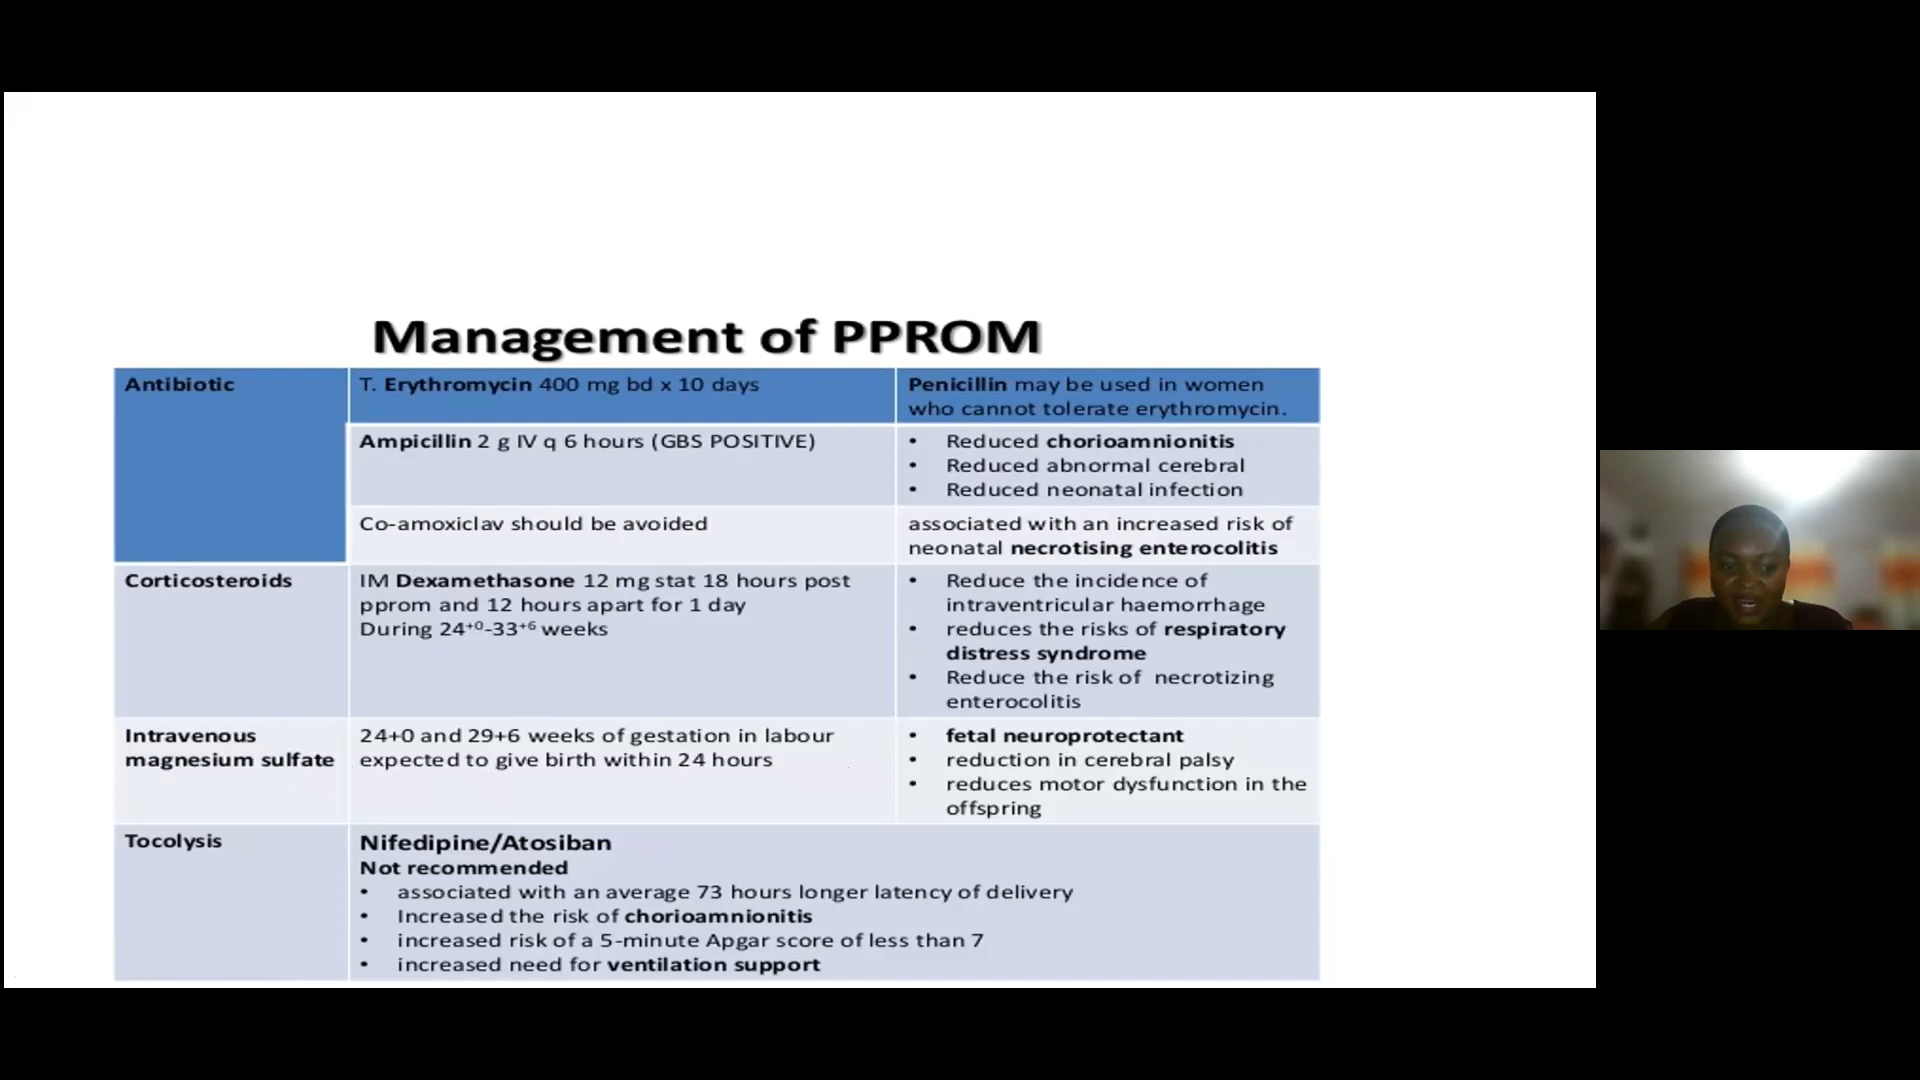 Management of PPROM
Antibiotic
T. Erythromycin 400 mg bd x 10 days
Penicillin may be used in women
who cannot tolerate erythromycin.
Ampicillin 2 g IV q 6 hours (GBS POSITIVE)
• Reduced chorioamnionitis
• Reduced abnormal cerebral
• Reduced neonatal infection
Co-amoxiclav should be avoided
associated with an increased risk of
neonatal necrotising enterocolitis
Corticosteroids
IM Dexamethasone 12 mg stat 18 hours post
pprom and 12 hours apart for 1 day
During 24⁺⁰-33⁺⁶ weeks
• Reduce the incidence of
intraventricular haemorrhage
• reduces the risks of respiratory
distress syndrome
• Reduce the risk of necrotizing
enterocolitis
Intravenous
magnesium sulfate
24+0 and 29+6 weeks of gestation in labour
expected to give birth within 24 hours
• fetal neuroprotectant
• reduction in cerebral palsy
• reduces motor dysfunction in the
offspring
Tocolysis
Nifedipine/Atosiban
Not recommended
• associated with an average 73 hours longer latency of delivery
• Increased the risk of chorioamnionitis
• increased risk of a 5-minute Apgar score of less than 7
• increased need for ventilation support